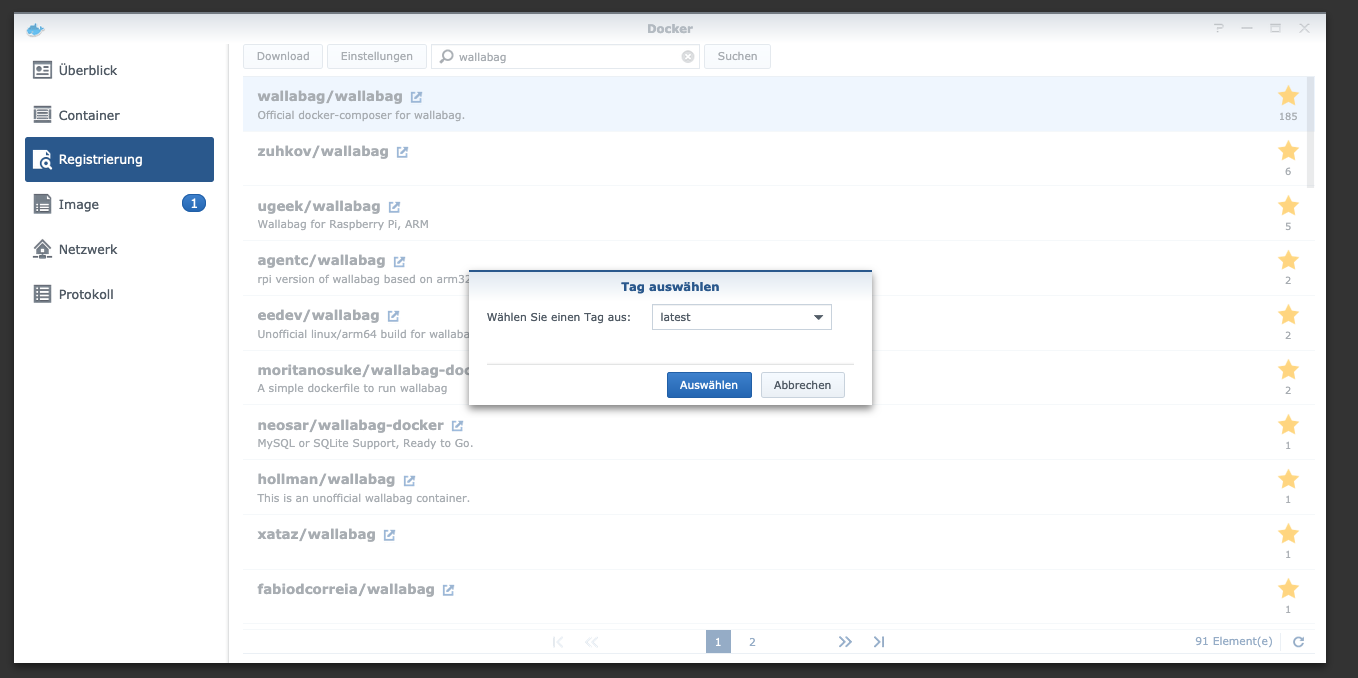 Docker
Überblick
Container
Registrierung
Image 1
Netzwerk
Protokoll
Download Einstellungen wallabag Suchen
wallabag/wallabag
Official docker-composer for wallabag.
185
zuhkov/wallabag
6
ugeek/wallabag
Wallabag for Raspberry Pi, ARM
5
agentc/wallabag
rpi version of wallabag based on arm32
2
eedev/wallabag
Unofficial linux/arm64 build for wallaba
2
moritanosuke/wallabag-doc
A simple dockerfile to run wallabag
2
neosar/wallabag-docker
MySQL or SQLite Support, Ready to Go.
1
hollman/wallabag
This is an unofficial wallabag container.
1
xataz/wallabag
1
fabiodcorreia/wallabag
1
1 2 91 Element(e)
Tag auswählen
Wählen Sie einen Tag aus: latest
Auswählen Abbrechen